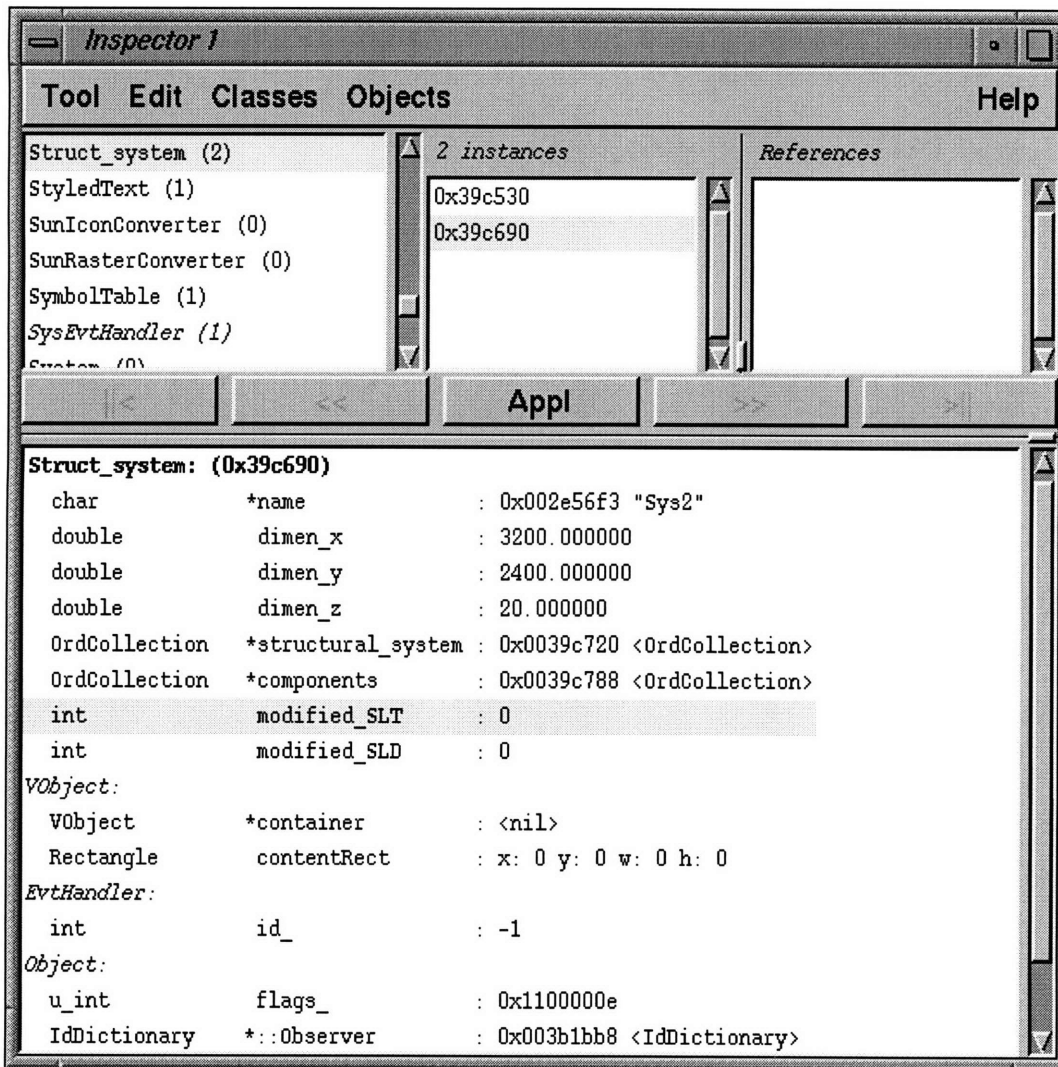 Inspector 1
Tool Edit Classes Objects Help
Struct_system (2)
StyledText (1)
SunIconConverter (0)
SunRasterConverter (0)
SymbolTable (1)
SysEvtHandler (1)
System (0)
2 instances
0x39c530
0x39c690
References
||< << Appl >> >||
Struct_system: (0x39c690)
char *name : 0x002e56f3 "Sys2"
double dimen_x : 3200.000000
double dimen_y : 2400.000000
double dimen_z : 20.000000
OrdCollection *structural_system : 0x0039c720 <OrdCollection>
OrdCollection *components : 0x0039c788 <OrdCollection>
int modified_SLT : 0
int modified_SLD : 0
VObject:
VObject *container : <nil>
Rectangle contentRect : x: 0 y: 0 w: 0 h: 0
EvtHandler:
int id_ : -1
Object:
u_int flags_ : 0x1100000e
IdDictionary *::Observer : 0x003b1bb8 <IdDictionary>